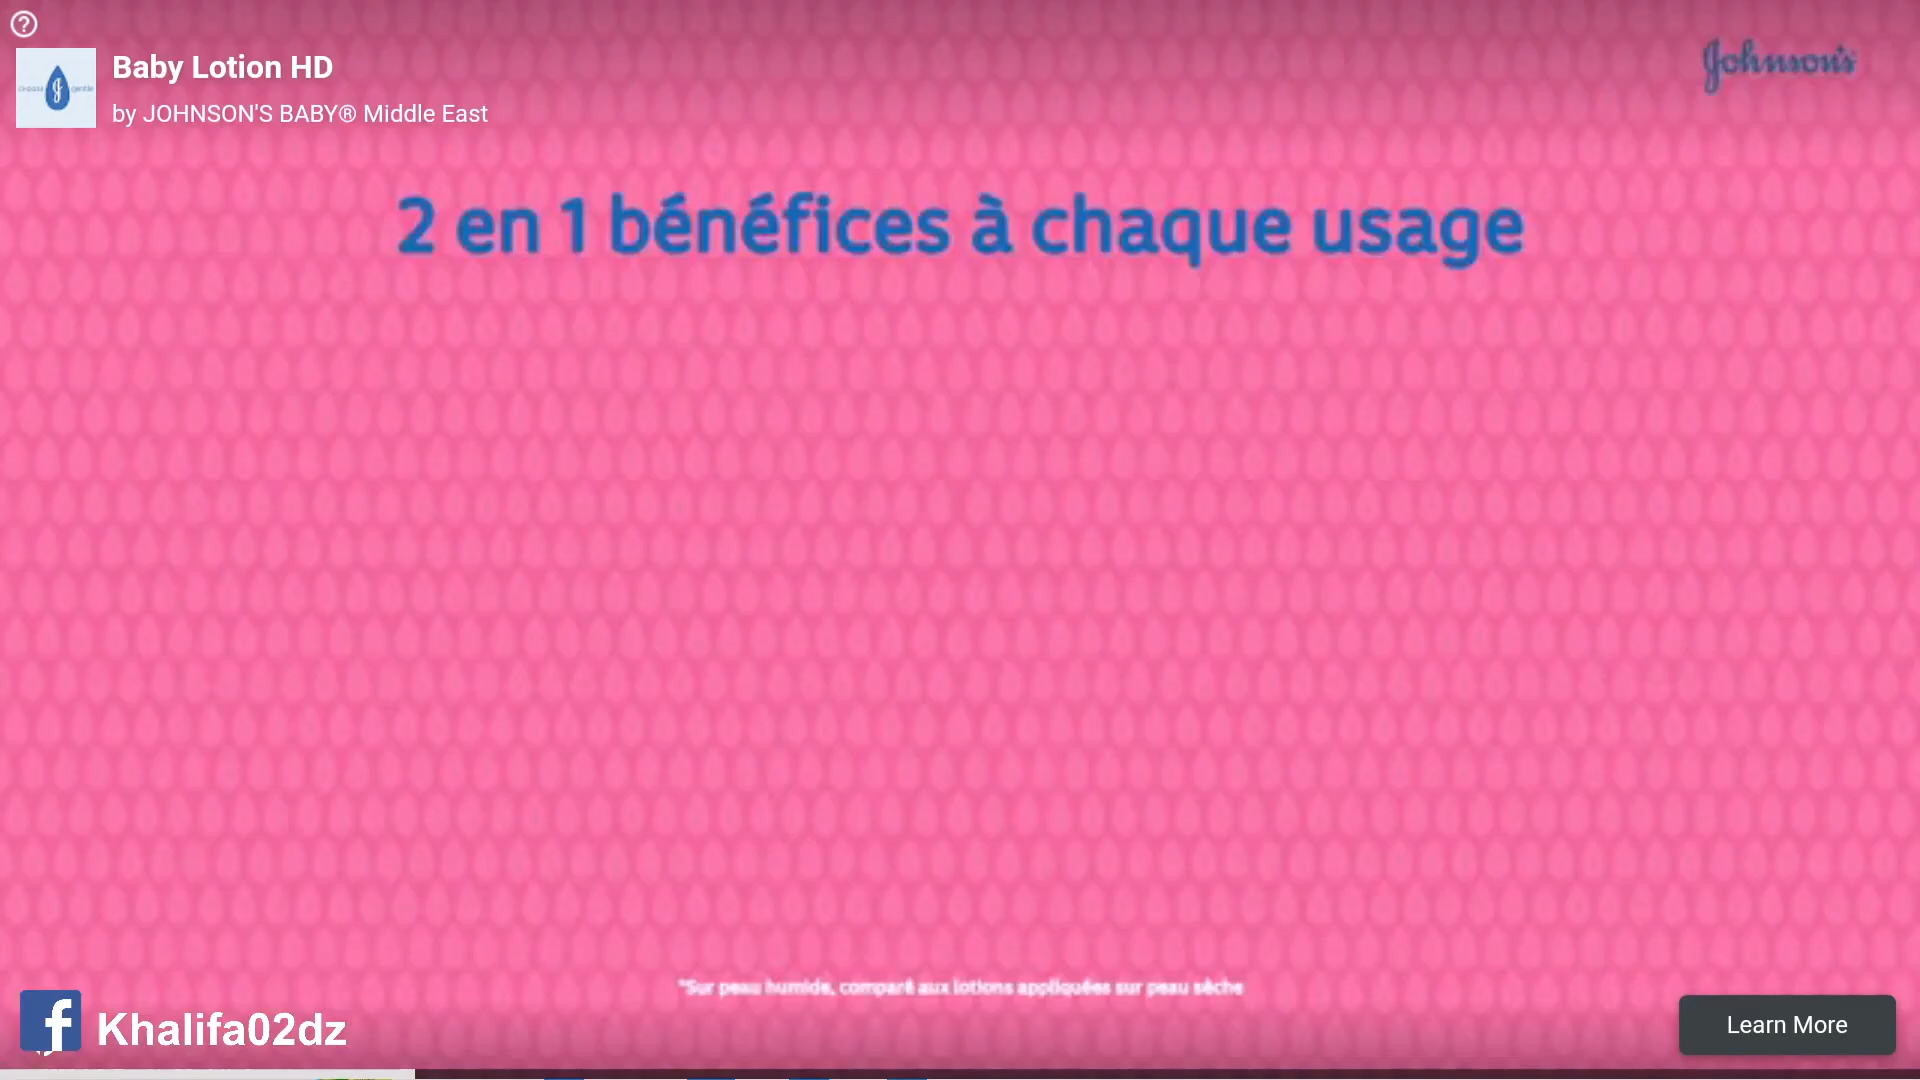 Baby Lotion HD
by JOHNSON'S BABY® Middle East
Johnson's
2 en 1 bénéfices à chaque usage
*Sur peau humide, comparé aux lotions appliquées sur peau sèche
Khalifa02dz
Learn More